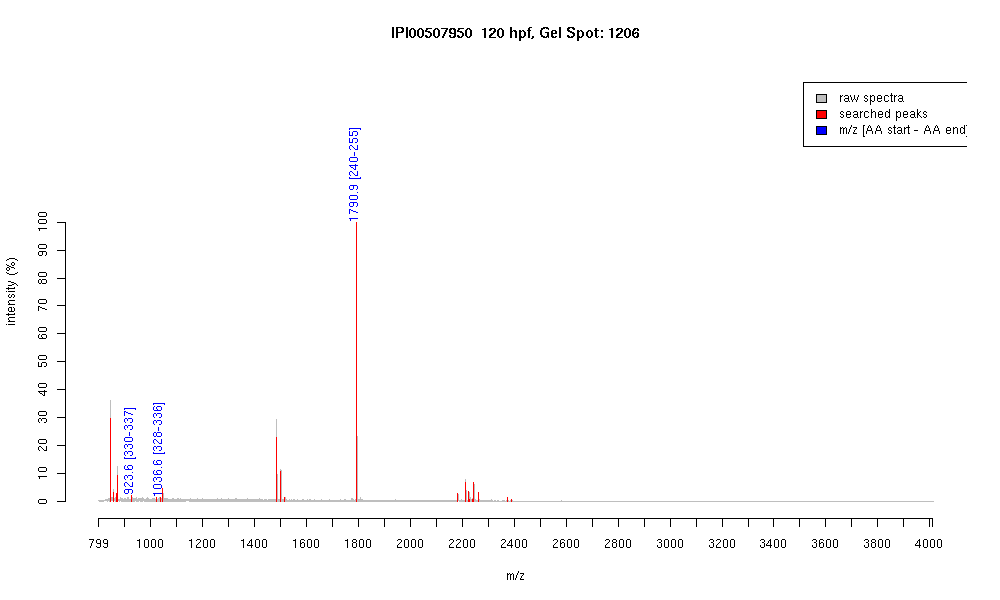 IPI00507950  120 hpf, Gel Spot: 1206
raw spectra
searched peaks
m/z [AA start - AA end]
1790.9 [240-255]
923.6 [330-337]
1036.6 [328-336]
intensity (%)
100
90
80
70
60
50
40
30
20
10
0
799 1000 1200 1400 1600 1800 2000 2200 2400 2600 2800 3000 3200 3400 3600 3800 4000
m/z